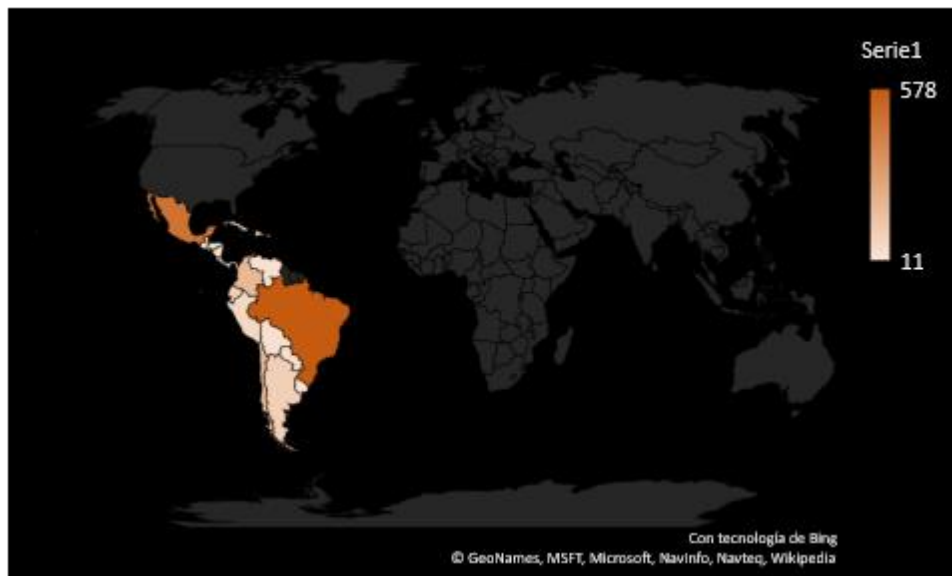 Serie1
578
11
Con tecnología de Bing
© GeoNames, MSFT, Microsoft, NavInfo, Navteq, Wikipedia